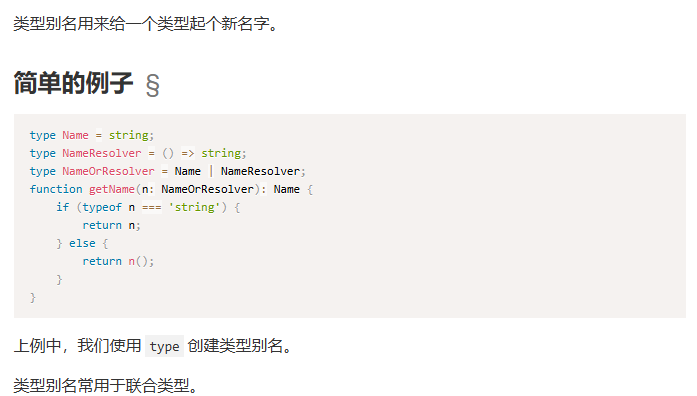 类型别名用来给一个类型起个新名字。
简单的例子 §
type Name = string;
type NameResolver = () => string;
type NameOrResolver = Name | NameResolver;
function getName(n: NameOrResolver): Name {
    if (typeof n === 'string') {
        return n;
    } else {
        return n();
    }
}
上例中，我们使用 type 创建类型别名。
类型别名常用于联合类型。